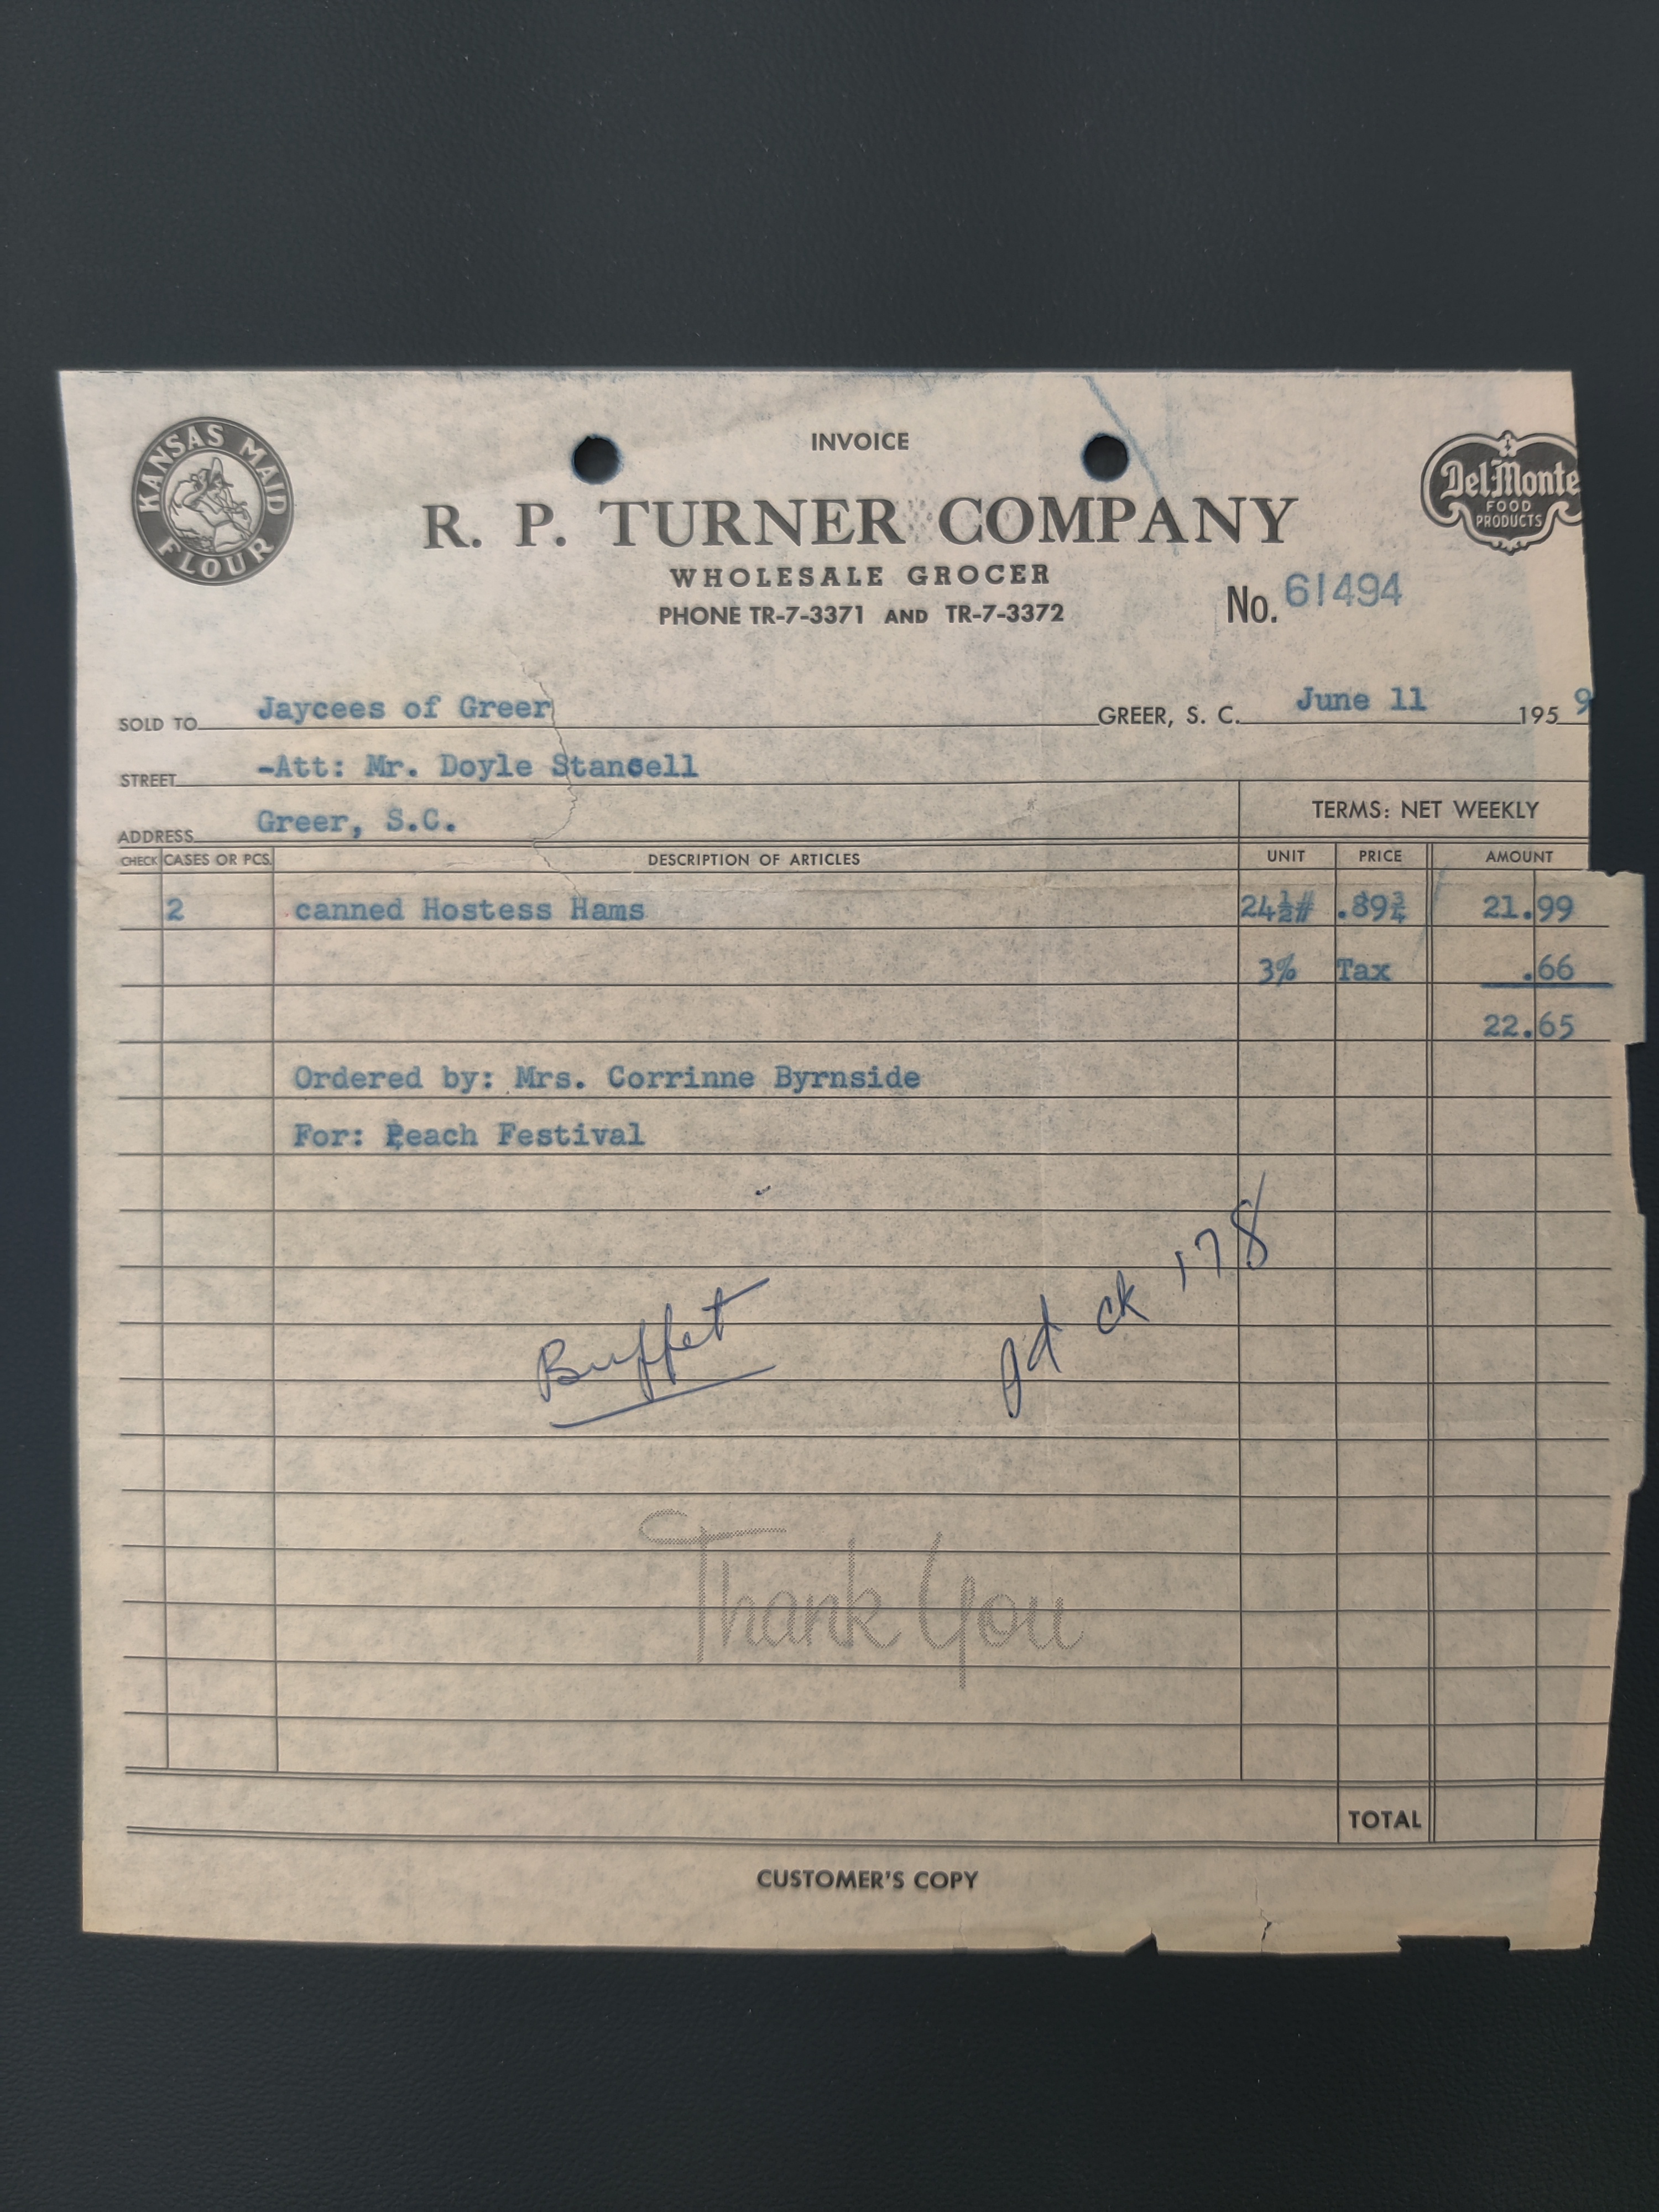 KANSAS MAID FLOUR
INVOICE
Del Monte
FOOD
PRODUCTS
R. P. TURNER COMPANY
WHOLESALE GROCER
PHONE TR-7-3371 AND TR-7-3372
No. 61494
SOLD TO Jaycees of Greer GREER, S. C. June 11 1959
STREET -Att: Mr. Doyle Stansell
ADDRESS Greer, S.C. TERMS: NET WEEKLY
CHECK CASES OR PCS. DESCRIPTION OF ARTICLES UNIT PRICE AMOUNT
2 canned Hostess Hams 24½# .89¾ 21.99
3% Tax .66
22.65
Ordered by: Mrs. Corrinne Byrnside
For: Peach Festival
Buffet pd ck 178
Thank You
TOTAL
CUSTOMER'S COPY